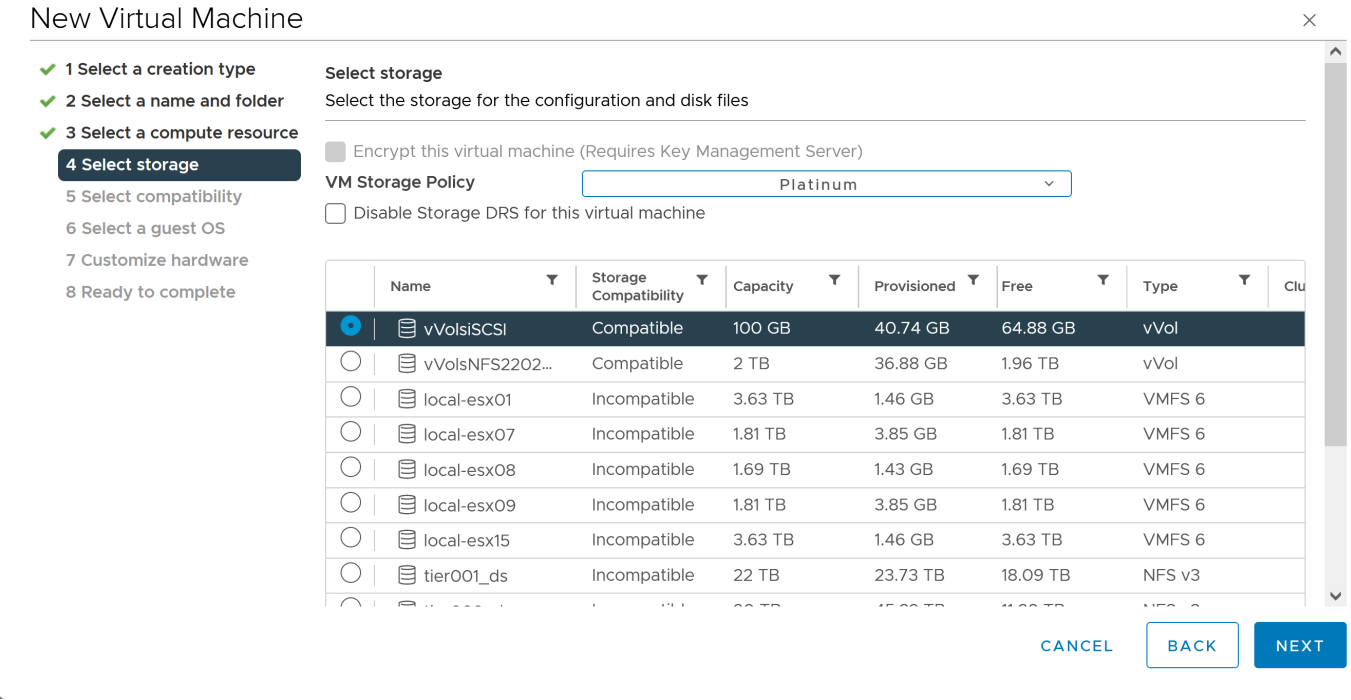 New Virtual Machine
1 Select a creation type
2 Select a name and folder
3 Select a compute resource
4 Select storage
5 Select compatibility
6 Select a guest OS
7 Customize hardware
8 Ready to complete
Select storage
Select the storage for the configuration and disk files
Encrypt this virtual machine (Requires Key Management Server)
VM Storage Policy Platinum
Disable Storage DRS for this virtual machine
Name Storage Compatibility Capacity Provisioned Free Type Clu
vVolsiSCSI Compatible 100 GB 40.74 GB 64.88 GB vVol
vVolsNFS2202... Compatible 2 TB 36.88 GB 1.96 TB vVol
local-esx01 Incompatible 3.63 TB 1.46 GB 3.63 TB VMFS 6
local-esx07 Incompatible 1.81 TB 3.85 GB 1.81 TB VMFS 6
local-esx08 Incompatible 1.69 TB 1.43 GB 1.69 TB VMFS 6
local-esx09 Incompatible 1.81 TB 3.85 GB 1.81 TB VMFS 6
local-esx15 Incompatible 3.63 TB 1.46 GB 3.63 TB VMFS 6
tier001_ds Incompatible 22 TB 23.73 TB 18.09 TB NFS v3
CANCEL BACK NEXT